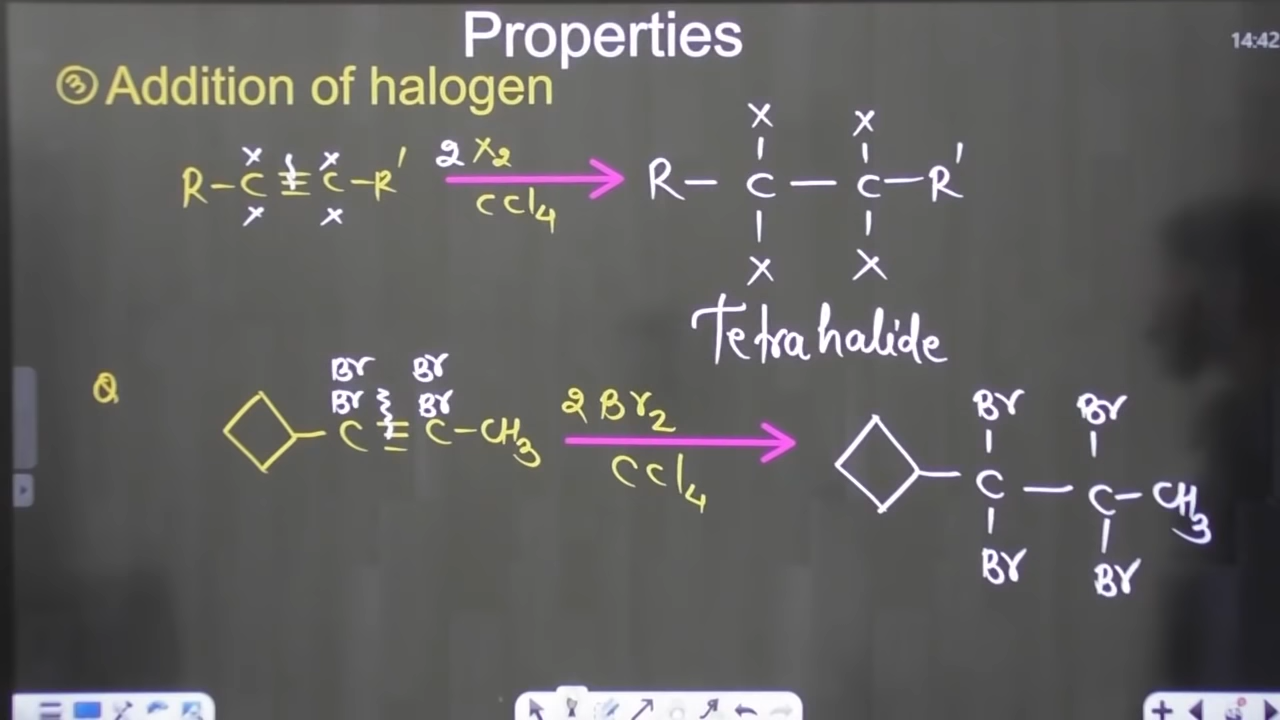 Properties
14:42
③ Addition of halogen
X X X X
R-C≡C-R' 2X₂ R-C-C-R'
X X CCl₄ X X
Tetrahalide
Br Br Br Br
Q Br Br 2Br₂
C≡C-CH₃ CCl₄ C-C-CH₃
Br Br